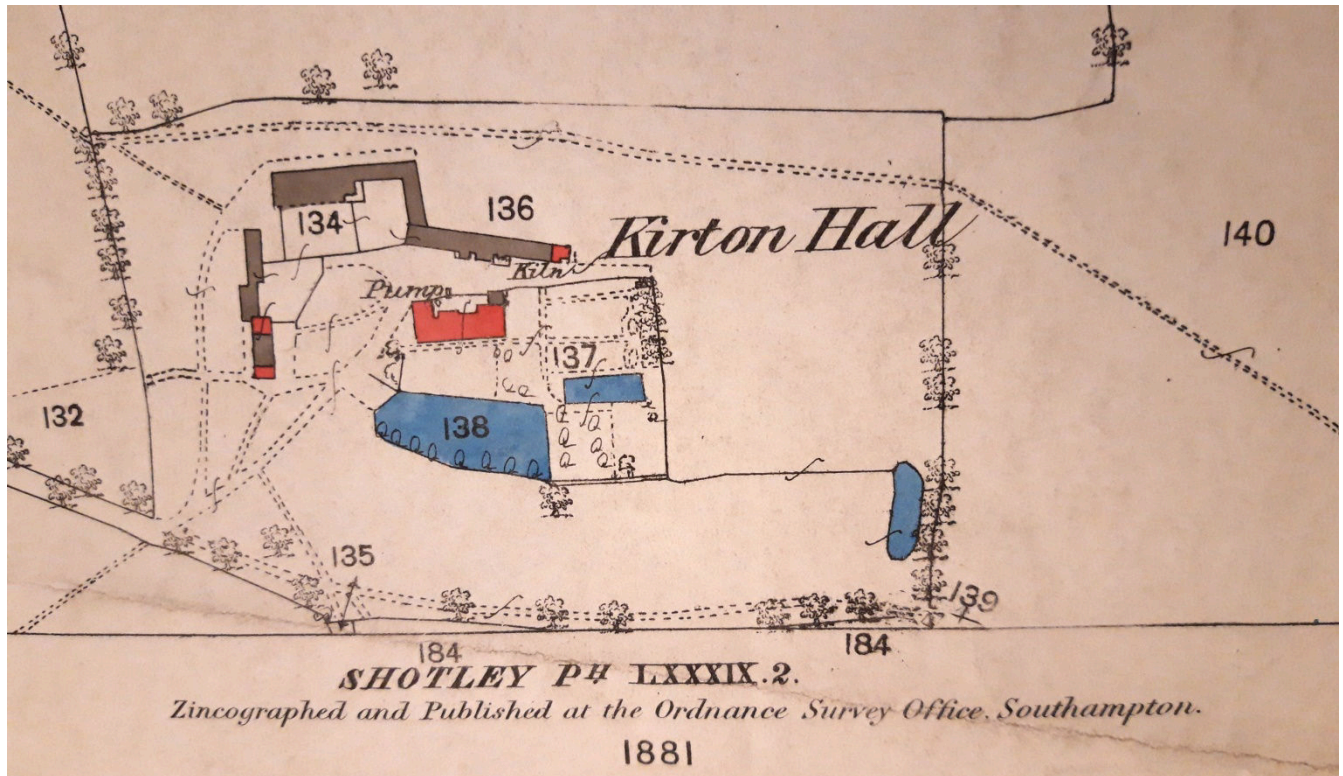 134
136
Kirton Hall
140
Kiln
Pump
137
132
138
135
139
184
184
SHOTLEY PH LXXXIX.2.
Zincographed and Published at the Ordnance Survey Office, Southampton.
1881